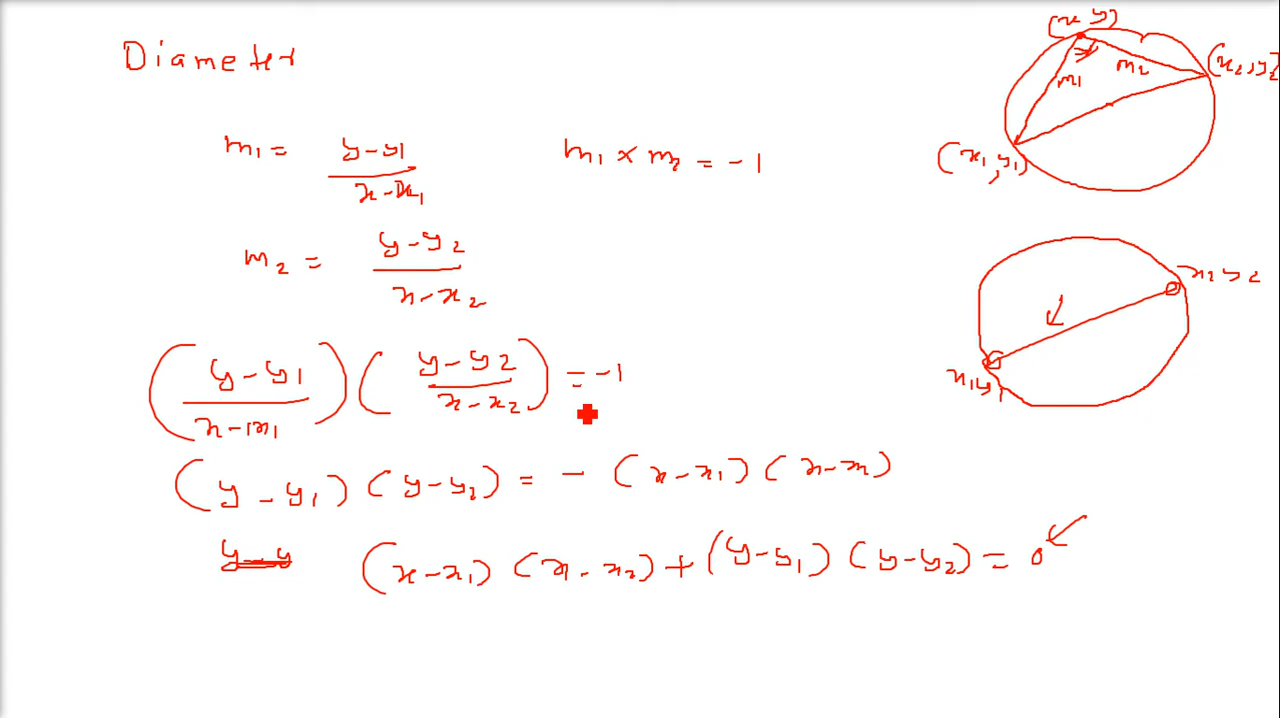 Diameter
(x y)
m1
m2
(x2, y2
(x1, y1)
m1 = y-y1 / x-x1
m1 × m2 = -1
m2 = y-y2 / x-x2
x2 y2
x1 y1
(y-y1 / x-x1) (y-y2 / x-x2) = -1
(y-y1) (y-y2) = - (x-x1) (x-x)
y-y (x-x1) (x-x2) + (y-y1) (y-y2) = 0